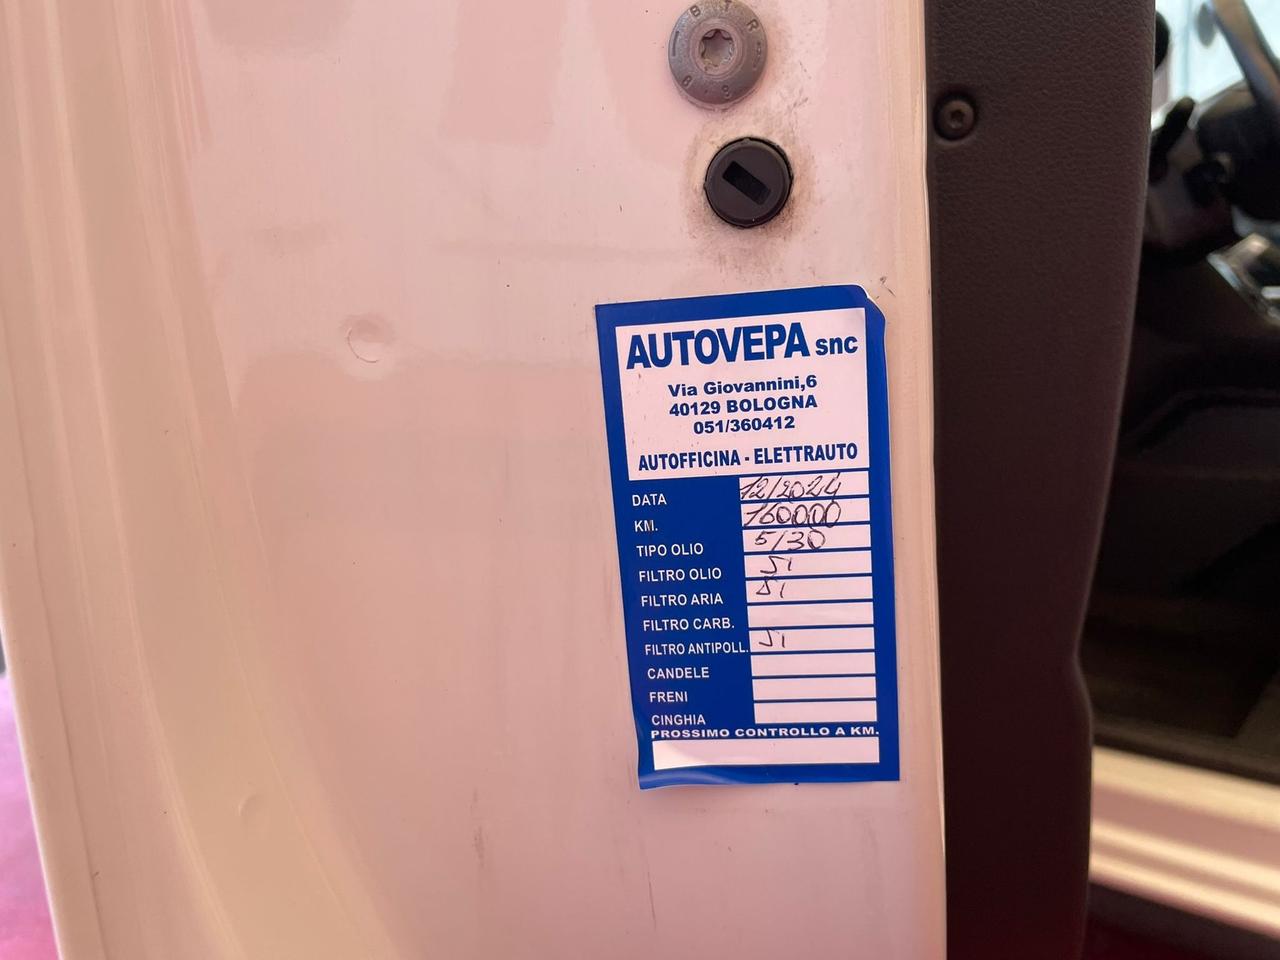 AUTOVEPA snc
Via Giovannini,6
40129 BOLOGNA
051/360412
AUTOFFICINA - ELETTRAUTO
DATA 12/2024
KM. 160000
TIPO OLIO 5/30
FILTRO OLIO SI
FILTRO ARIA SI
FILTRO CARB.
FILTRO ANTIPOLL. SI
CANDELE
FRENI
CINGHIA
PROSSIMO CONTROLLO A KM.